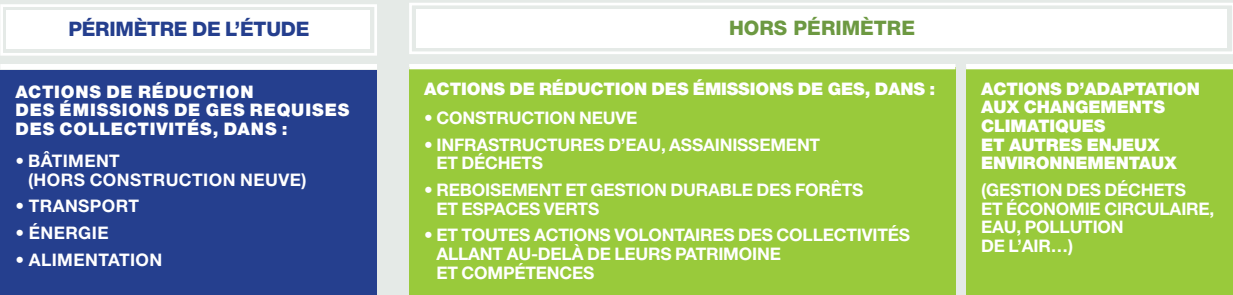 PÉRIMÈTRE DE L'ÉTUDE
ACTIONS DE RÉDUCTION
DES ÉMISSIONS DE GES REQUISES
DES COLLECTIVITÉS, DANS :
• BÂTIMENT
(HORS CONSTRUCTION NEUVE)
• TRANSPORT
• ÉNERGIE
• ALIMENTATION
HORS PÉRIMÈTRE
ACTIONS DE RÉDUCTION DES ÉMISSIONS DE GES, DANS :
• CONSTRUCTION NEUVE
• INFRASTRUCTURES D'EAU, ASSAINISSEMENT
ET DÉCHETS
• REBOISEMENT ET GESTION DURABLE DES FORÊTS
ET ESPACES VERTS
• ET TOUTES ACTIONS VOLONTAIRES DES COLLECTIVITÉS
ALLANT AU-DELÀ DE LEURS PATRIMOINE
ET COMPÉTENCES
ACTIONS D'ADAPTATION
AUX CHANGEMENTS
CLIMATIQUES
ET AUTRES ENJEUX
ENVIRONNEMENTAUX
(GESTION DES DÉCHETS
ET ÉCONOMIE CIRCULAIRE,
EAU, POLLUTION
DE L'AIR…)